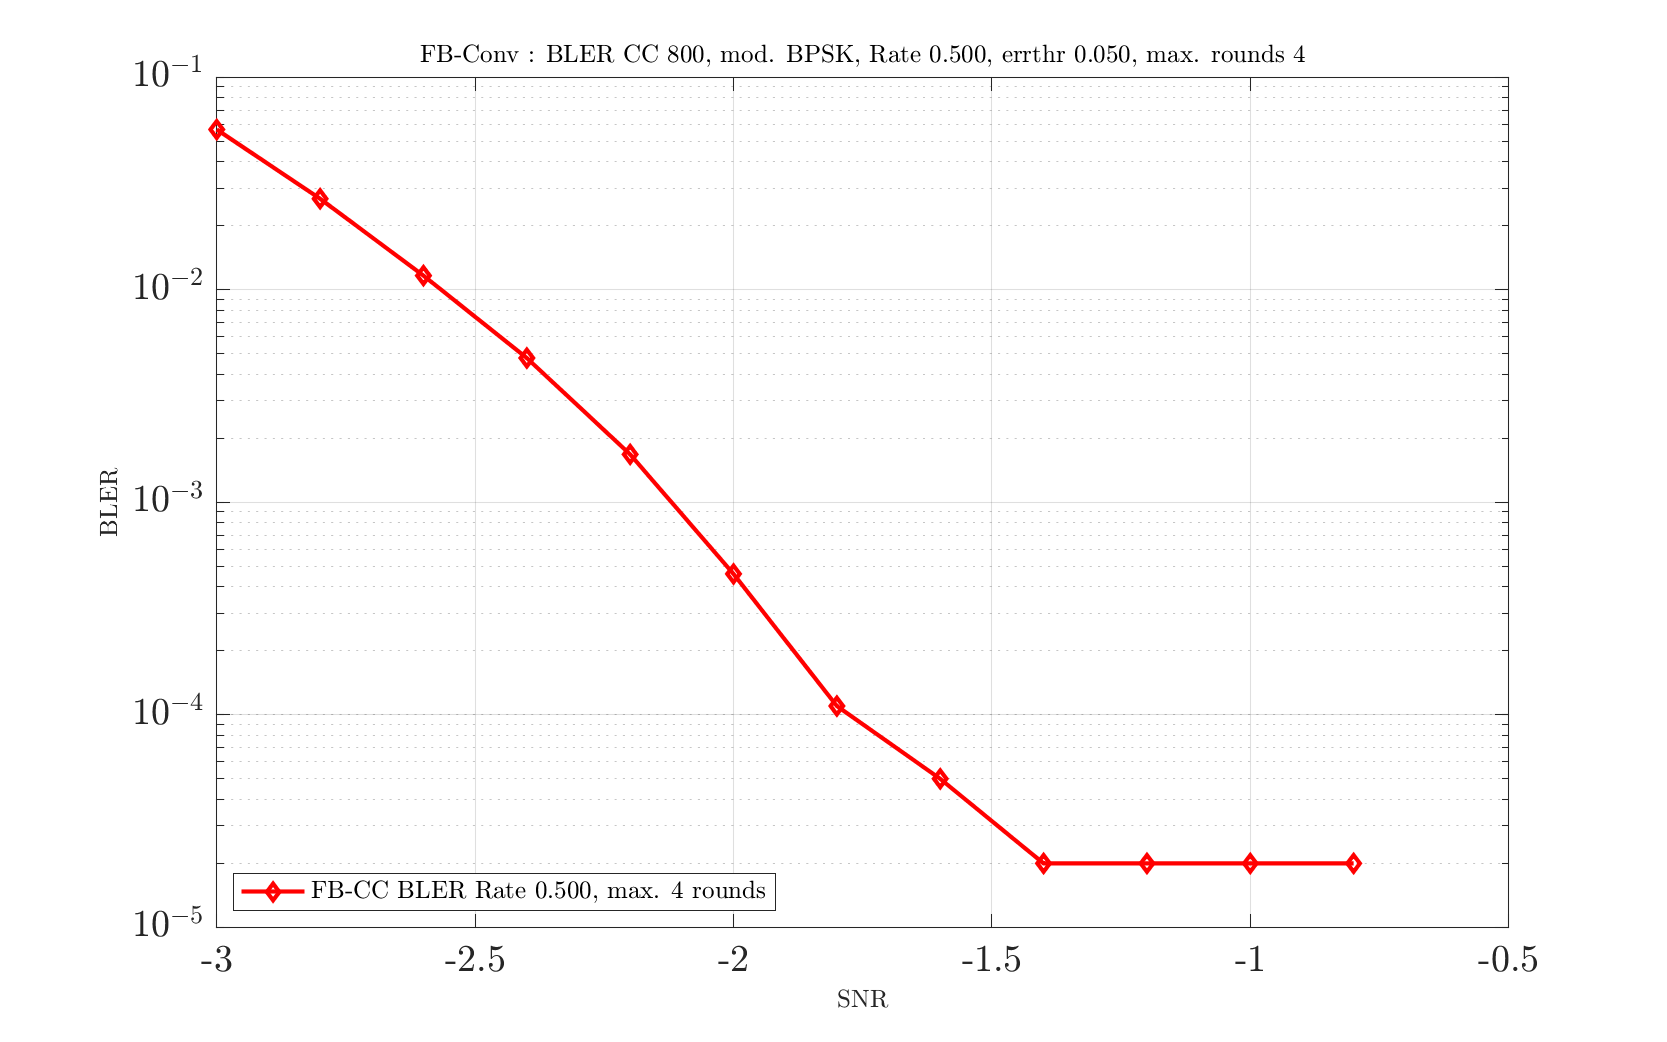 FB-Conv : BLER CC 800, mod. BPSK, Rate 0.500, errthr 0.050, max. rounds 4
10⁻¹
10⁻²
10⁻³
BLER
10⁻⁴
FB-CC BLER Rate 0.500, max. 4 rounds
10⁻⁵
-3 -2.5 -2 -1.5 -1 -0.5
SNR